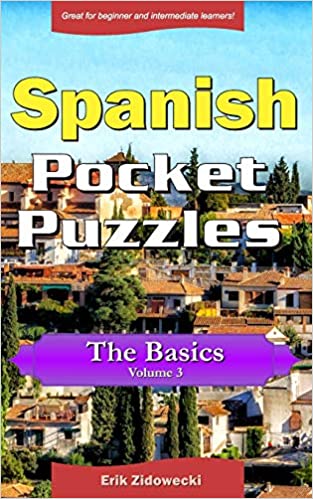 Great for beginner and intermediate learners!
Spanish
Pocket
Puzzles
The Basics
Volume 3
Erik Zidowecki